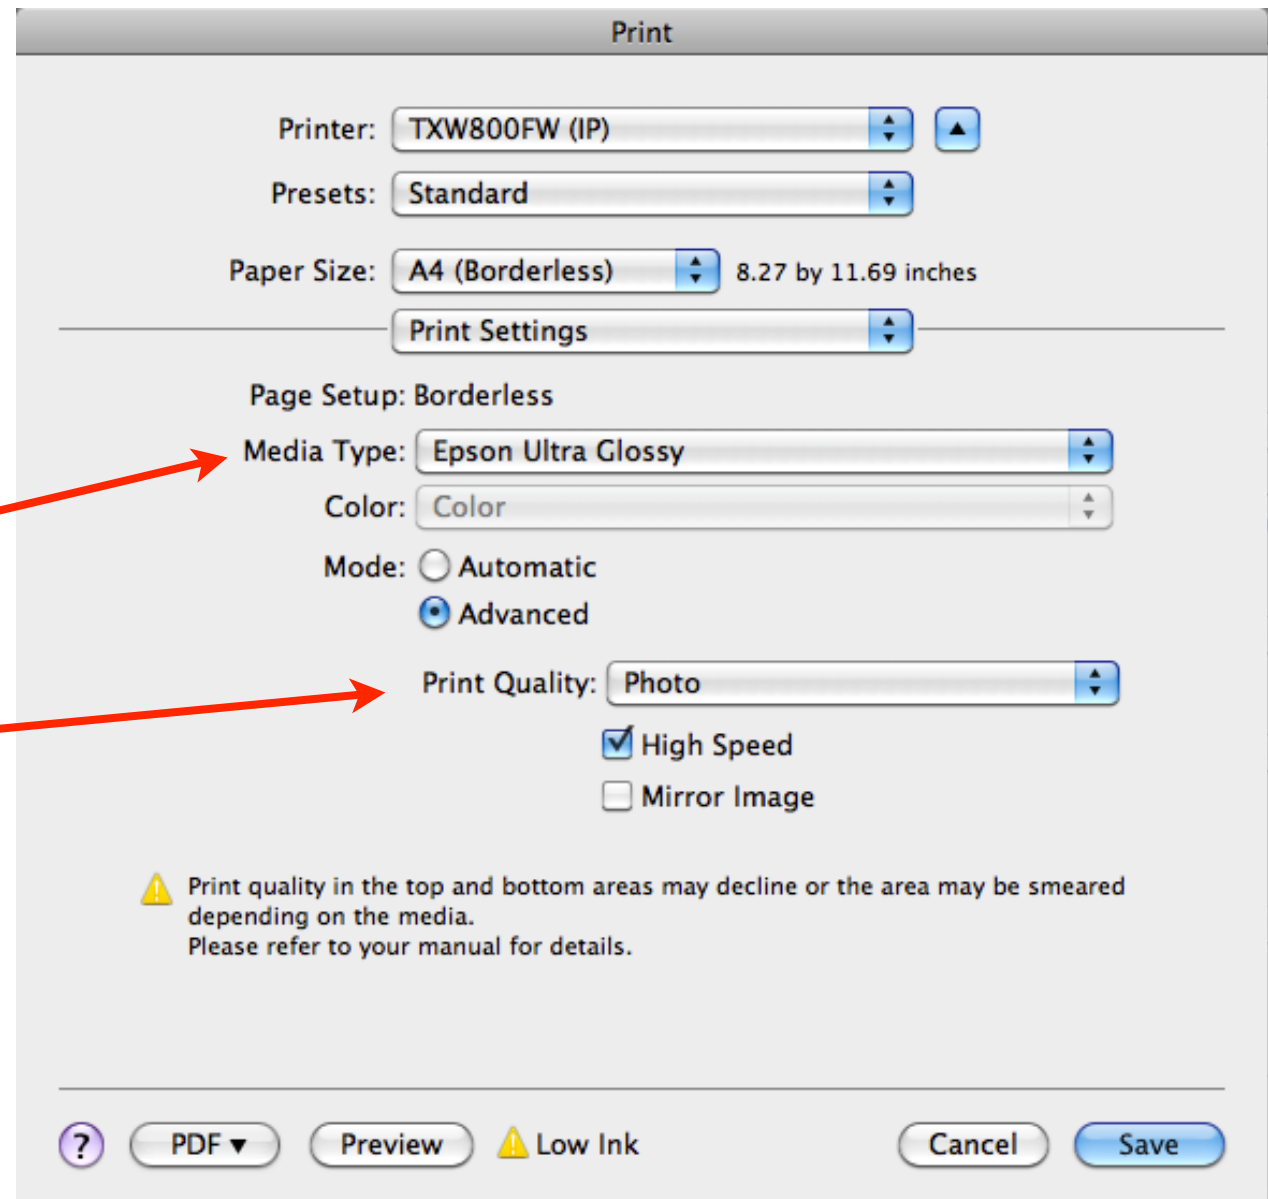 Print
Printer: TXW800FW (IP)
Presets: Standard
Paper Size: A4 (Borderless) 8.27 by 11.69 inches
Print Settings
Page Setup: Borderless
Media Type: Epson Ultra Glossy
Color: Color
Mode: Automatic
Advanced
Print Quality: Photo
High Speed
Mirror Image
Print quality in the top and bottom areas may decline or the area may be smeared
depending on the media.
Please refer to your manual for details.
? PDF▼ Preview Low Ink Cancel Save